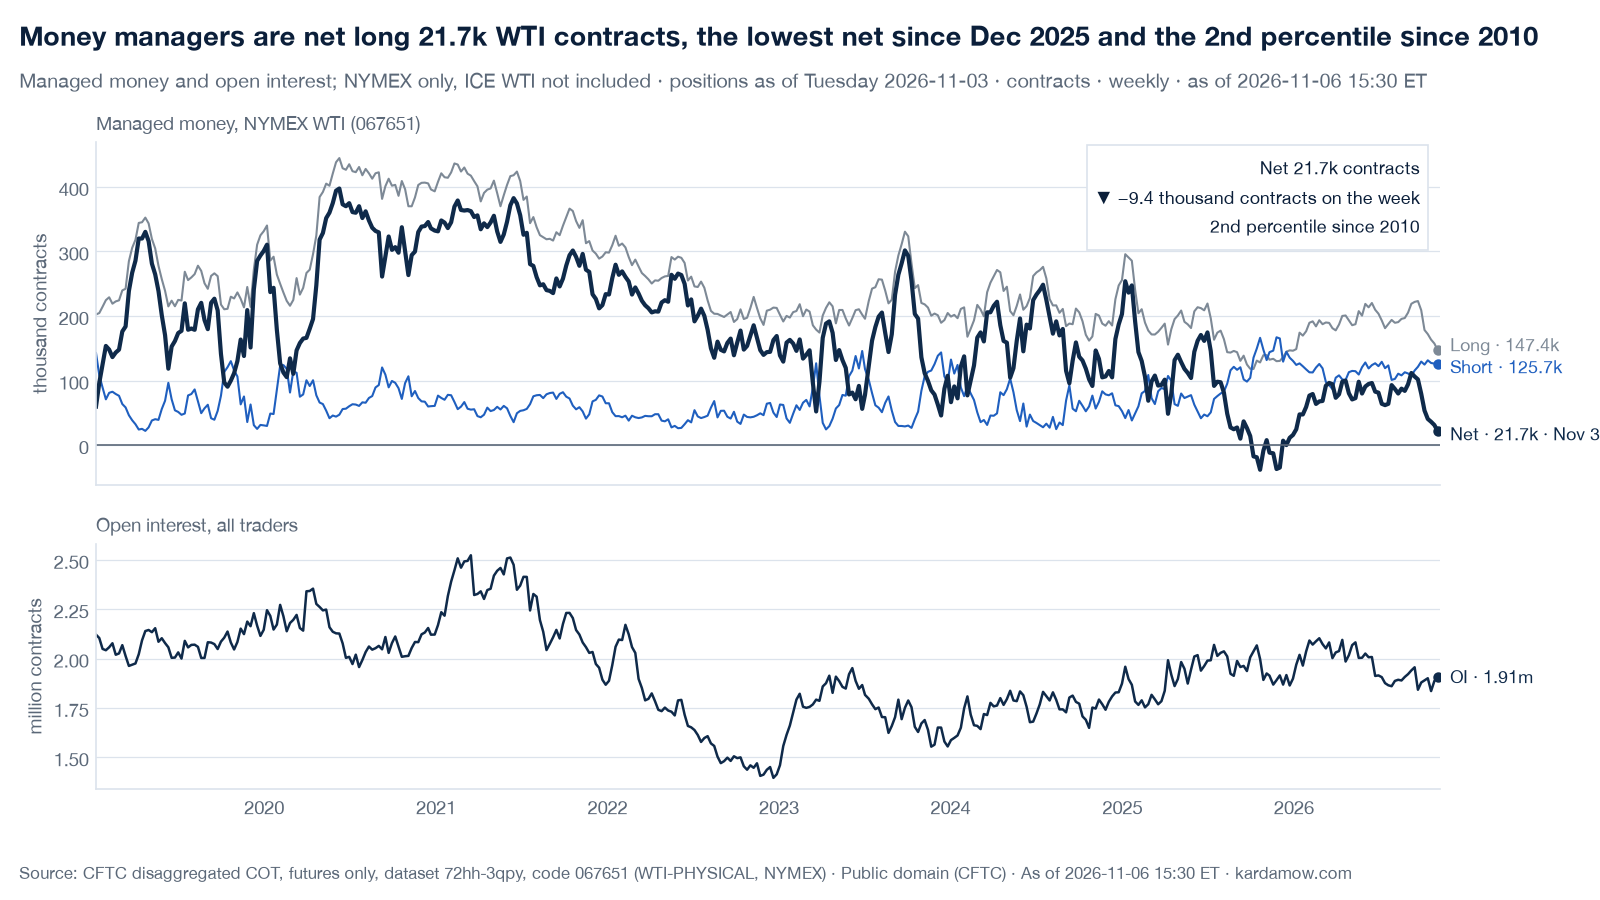 Money managers are net long 21.7k WTI contracts, the lowest net since Dec 2025 and the 2nd percentile since 2010
Managed money and open interest; NYMEX only, ICE WTI not included · positions as of Tuesday 2026-11-03 · contracts · weekly · as of 2026-11-06 15:30 ET
Managed money, NYMEX WTI (067651)
thousand contracts
400
300
200
100
0
Net 21.7k contracts
▼ −9.4 thousand contracts on the week
2nd percentile since 2010
Long · 147.4k
Short · 125.7k
Net · 21.7k · Nov 3
Open interest, all traders
million contracts
2.50
2.25
2.00
1.75
1.50
OI · 1.91m
2020 2021 2022 2023 2024 2025 2026
Source: CFTC disaggregated COT, futures only, dataset 72hh-3qpy, code 067651 (WTI-PHYSICAL, NYMEX) · Public domain (CFTC) · As of 2026-11-06 15:30 ET · kardamow.com